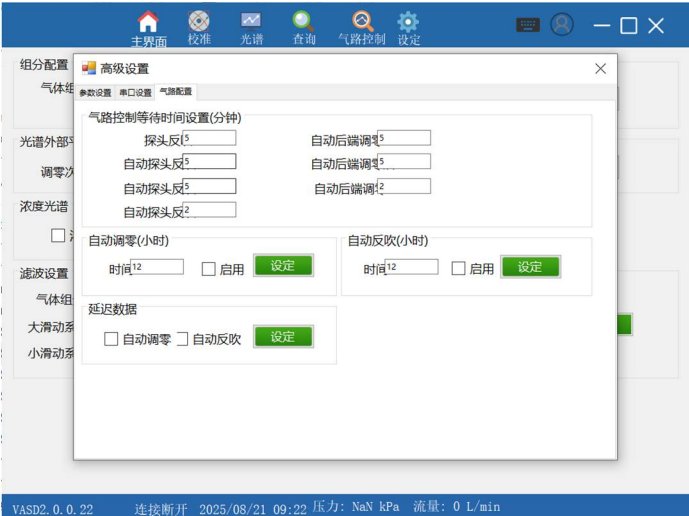 主界面 校准 光谱 查询 气路控制 设定
组分配置
气体组
光谱外部
调零次
浓度光谱
滤波设置
气体组
大滑动系
小滑动系
高级设置
参数设置 串口设置 气路配置
气路控制等待时间设置(分钟)
探头反 5 自动后端调零 5
自动探头反 5 自动后端调零 5
自动探头反 5 自动后端调 2
自动探头反 2
自动调零(小时) 自动反吹(小时)
时间 12 启用 设定 时间 12 启用 设定
延迟数据
自动调零 自动反吹 设定
VASD2.0.0.22 连接断开 2025/08/21 09:22 压力: NaN kPa 流量: 0 L/min